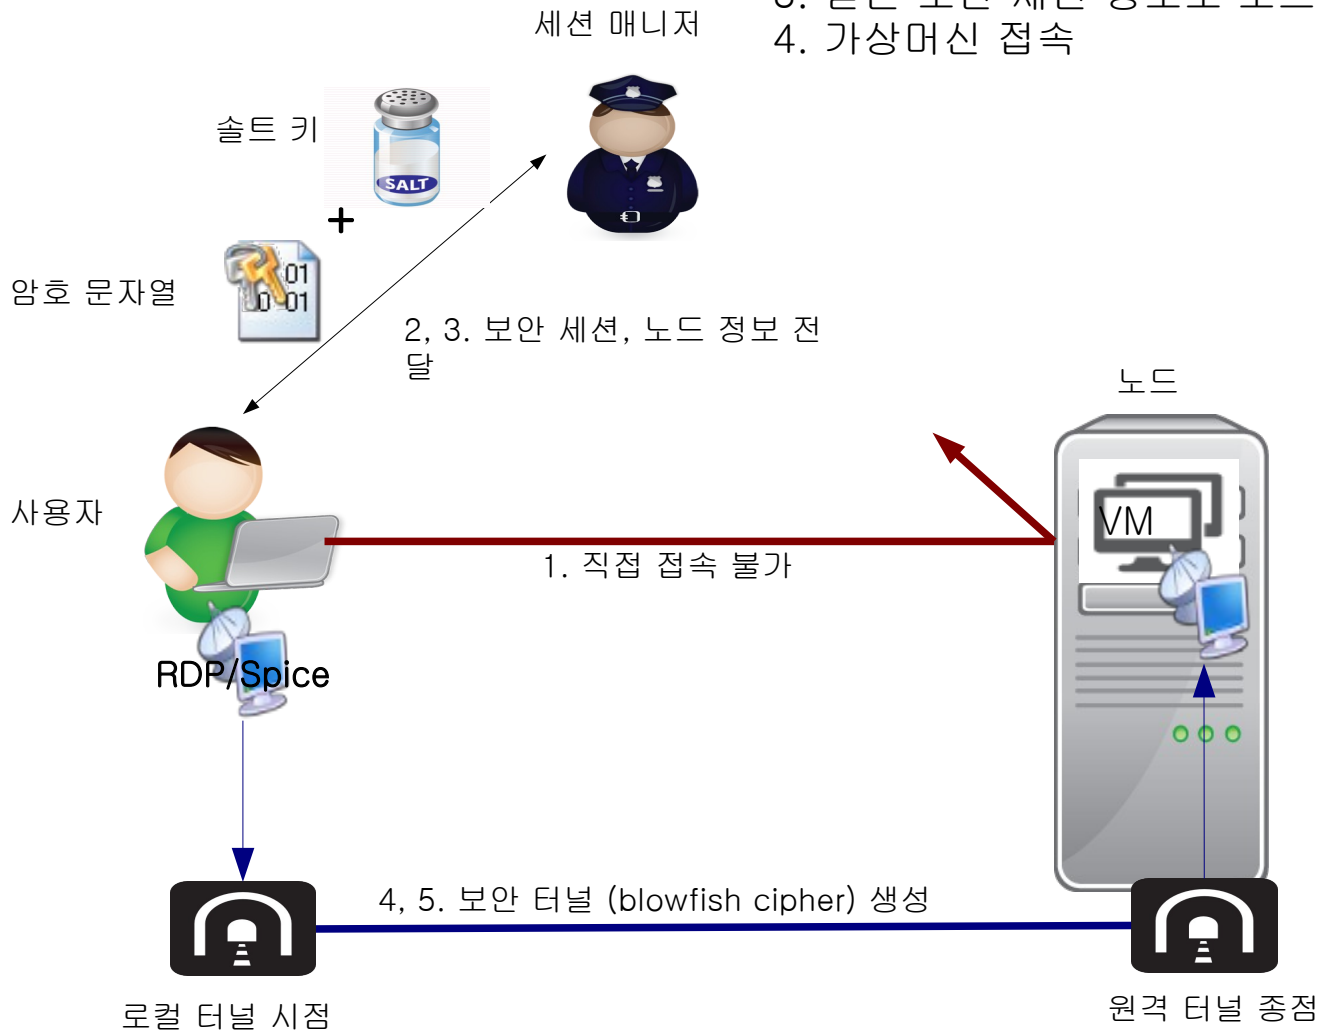 세션 매니저
4. 가상머신 접속
솔트 키
SALT
+
암호 문자열
01
01
2, 3. 보안 세션, 노드 정보 전
달
노드
사용자
VM
1. 직접 접속 불가
RDP/Spice
4, 5. 보안 터널 (blowfish cipher) 생성
로컬 터널 시점
원격 터널 종점